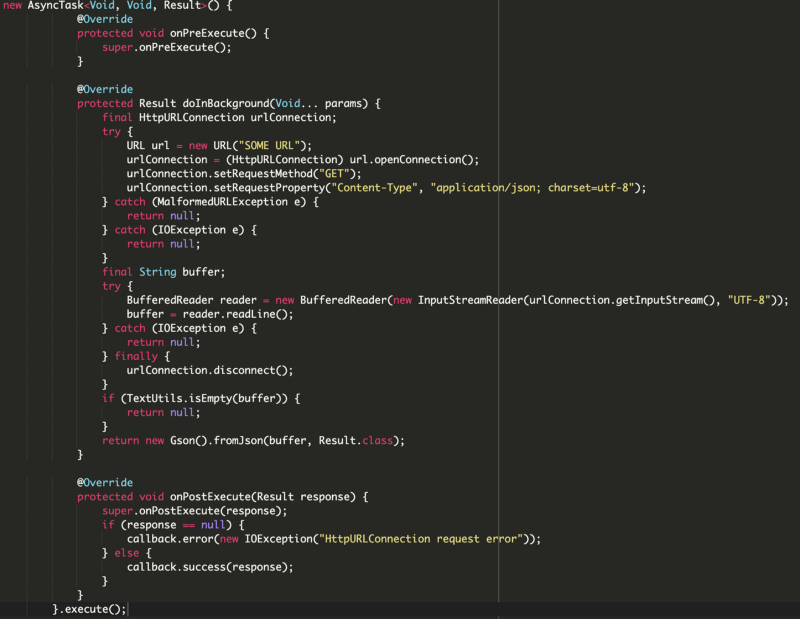 new AsyncTask<Void, Void, Result>() {
@Override
protected void onPreExecute() {
super.onPreExecute();
}
@Override
protected Result doInBackground(Void... params) {
final HttpURLConnection urlConnection;
try {
URL url = new URL("SOME URL");
urlConnection = (HttpURLConnection) url.openConnection();
urlConnection.setRequestMethod("GET");
urlConnection.setRequestProperty("Content-Type", "application/json; charset=utf-8");
} catch (MalformedURLException e) {
return null;
} catch (IOException e) {
return null;
}
final String buffer;
try {
BufferedReader reader = new BufferedReader(new InputStreamReader(urlConnection.getInputStream(), "UTF-8"));
buffer = reader.readLine();
} catch (IOException e) {
return null;
} finally {
urlConnection.disconnect();
}
if (TextUtils.isEmpty(buffer)) {
return null;
}
return new Gson().fromJson(buffer, Result.class);
}
@Override
protected void onPostExecute(Result response) {
super.onPostExecute(response);
if (response == null) {
callback.error(new IOException("HttpURLConnection request error"));
} else {
callback.success(response);
}
}
}.execute();